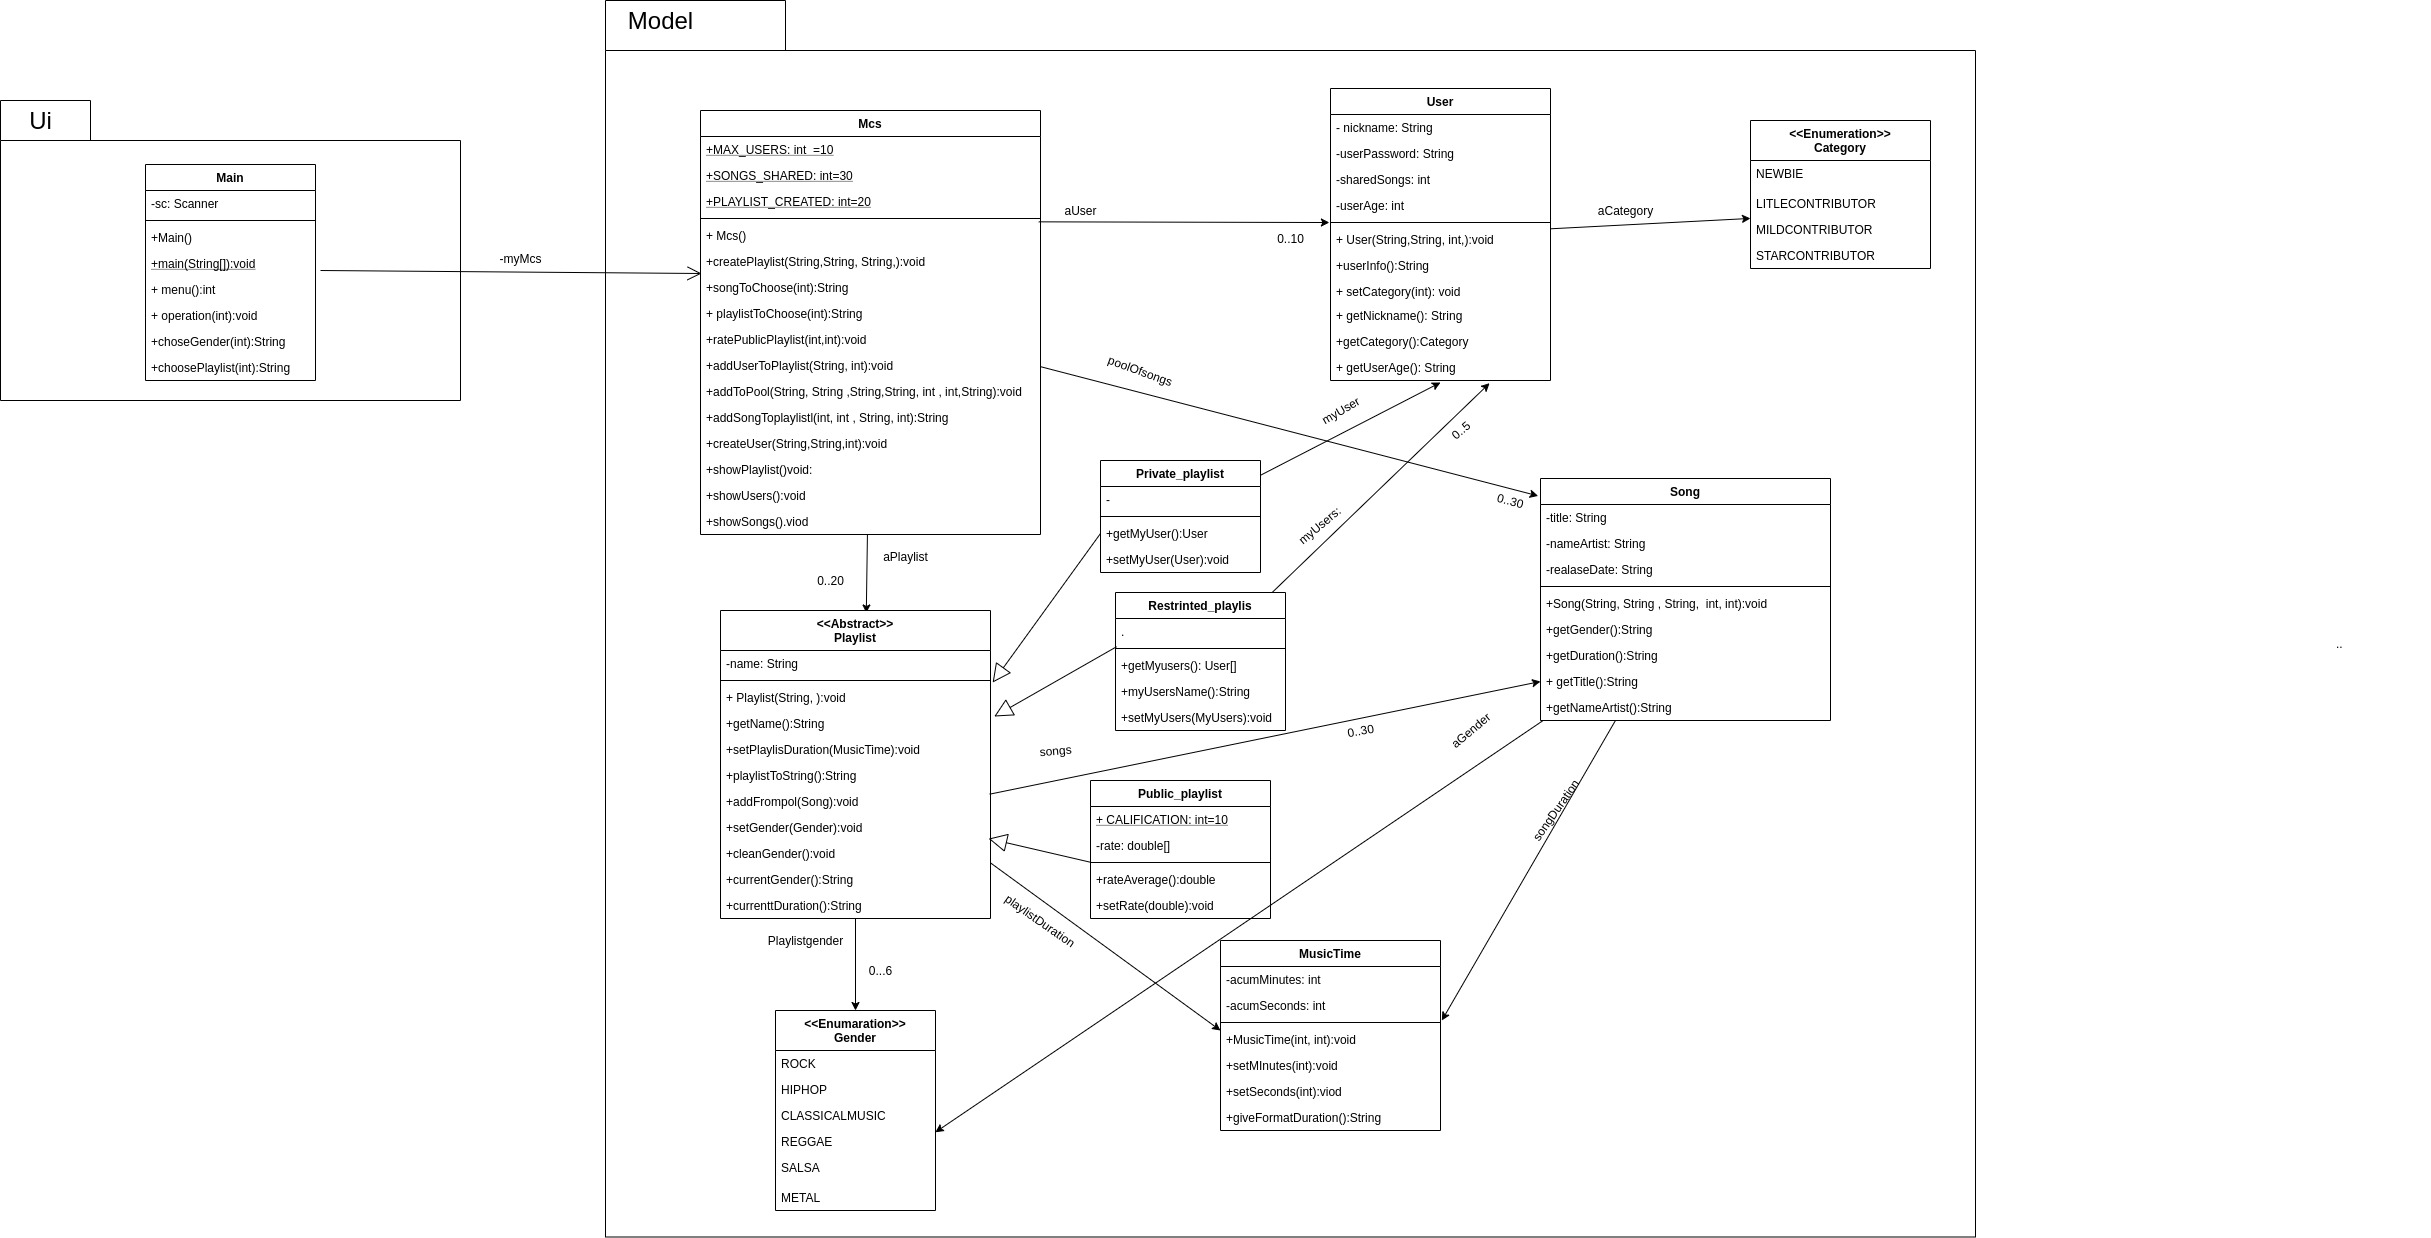 Model
Ui
Main
-sc: Scanner
+Main()
+main(String[]):void
+ menu():int
+ operation(int):void
+choseGender(int):String
+choosePlaylist(int):String
-myMcs
Mcs
+MAX_USERS: int  =10
+SONGS_SHARED: int=30
+PLAYLIST_CREATED: int=20
+ Mcs()
+createPlaylist(String,String, String,):void
+songToChoose(int):String
+ playlistToChoose(int):String
+ratePublicPlaylist(int,int):void
+addUserToPlaylist(String, int):void
+addToPool(String, String ,String,String, int , int,String):void
+addSongToplaylistl(int, int , String, int):String
+createUser(String,String,int):void
+showPlaylist()void:
+showUsers():void
+showSongs().viod
aUser
0..10
User
- nickname: String
-userPassword: String
-sharedSongs: int
-userAge: int
+ User(String,String, int,):void
+userInfo():String
+ setCategory(int): void
+ getNickname(): String
+getCategory():Category
+ getUserAge(): String
aCategory
<<Enumeration>>
Category
NEWBIE
LITLECONTRIBUTOR
MILDCONTRIBUTOR
STARCONTRIBUTOR
poolOfsongs
0..30
myUser
0..5
myUsers:
Private_playlist
-
+getMyUser():User
+setMyUser(User):void
Restrinted_playlis
.
+getMyusers(): User[]
+myUsersName():String
+setMyUsers(MyUsers):void
Song
-title: String
-nameArtist: String
-realaseDate: String
+Song(String, String , String,  int, int):void
+getGender():String
+getDuration():String
+ getTitle():String
+getNameArtist():String
..
aPlaylist
0..20
<<Abstract>>
Playlist
-name: String
+ Playlist(String, ):void
+getName():String
+setPlaylisDuration(MusicTime):void
+playlistToString():String
+addFrompol(Song):void
+setGender(Gender):void
+cleanGender():void
+currentGender():String
+currenttDuration():String
songs
0..30
aGender
songDuration
Public_playlist
+ CALIFICATION: int=10
-rate: double[]
+rateAverage():double
+setRate(double):void
playlistDuration
Playlistgender
0...6
MusicTime
-acumMinutes: int
-acumSeconds: int
+MusicTime(int, int):void
+setMInutes(int):void
+setSeconds(int):viod
+giveFormatDuration():String
<<Enumaration>>
Gender
ROCK
HIPHOP
CLASSICALMUSIC
REGGAE
SALSA
METAL